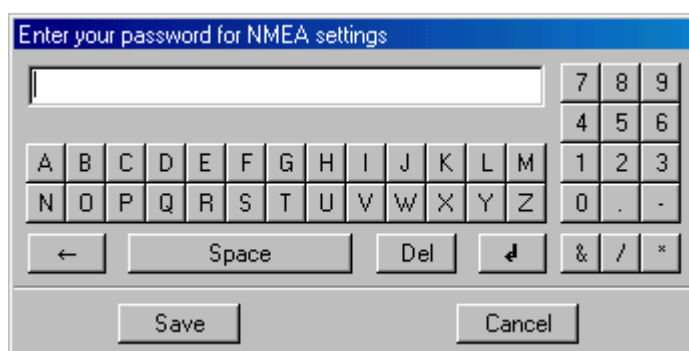 Enter your password for NMEA settings
7 8 9
4 5 6
A B C D E F G H I J K L M 1 2 3
N O P Q R S T U V W X Y Z 0 . -
← Space Del ↲ & / *
Save Cancel